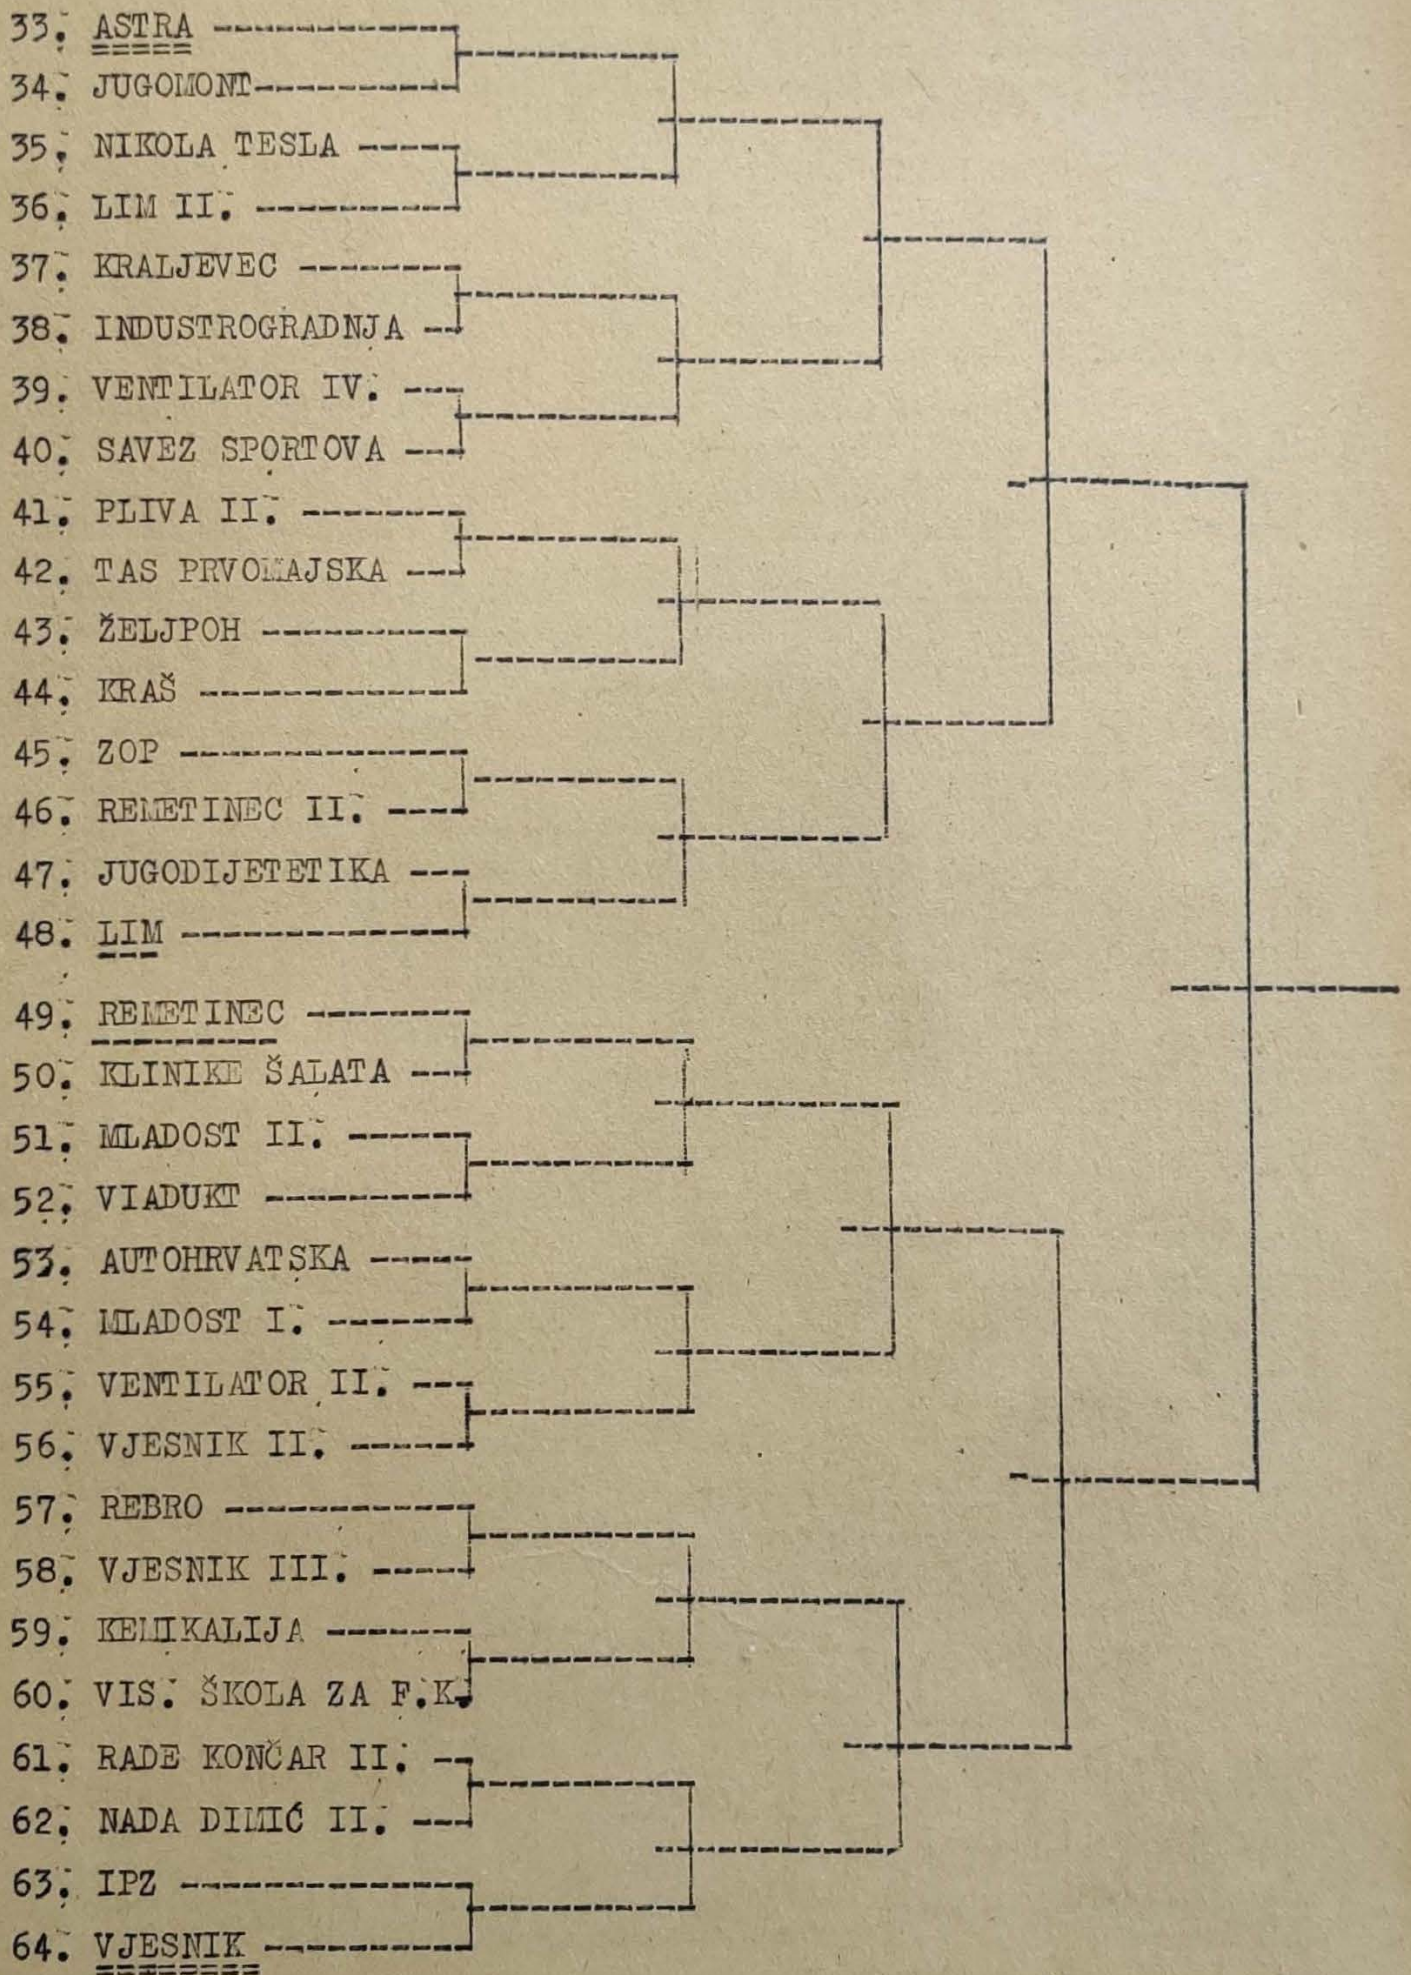 33. ASTRA
34. JUGOMONT
35. NIKOLA TESLA
36. LIM II.
37. KRALJEVEC
38. INDUSTROGRADNJA
39. VENTILATOR IV.
40. SAVEZ SPORTOVA
41. PLIVA II.
42. TAS PRVOMAJSKA
43. ŽELJPOH
44. KRAŠ
45. ZOP
46. REMETINEC II.
47. JUGODIJETETIKA
48. LIM
49. REMETINEC
50. KLINIKE ŠALATA
51. MLADOST II.
52. VIADUKT
53. AUTOHRVATSKA
54. MLADOST I.
55. VENTILATOR II.
56. VJESNIK II.
57. REBRO
58. VJESNIK III.
59. KEMIKALIJA
60. VIS. ŠKOLA ZA F.K.
61. RADE KONČAR II.
62. NADA DIMIĆ II.
63. IPZ
64. VJESNIK